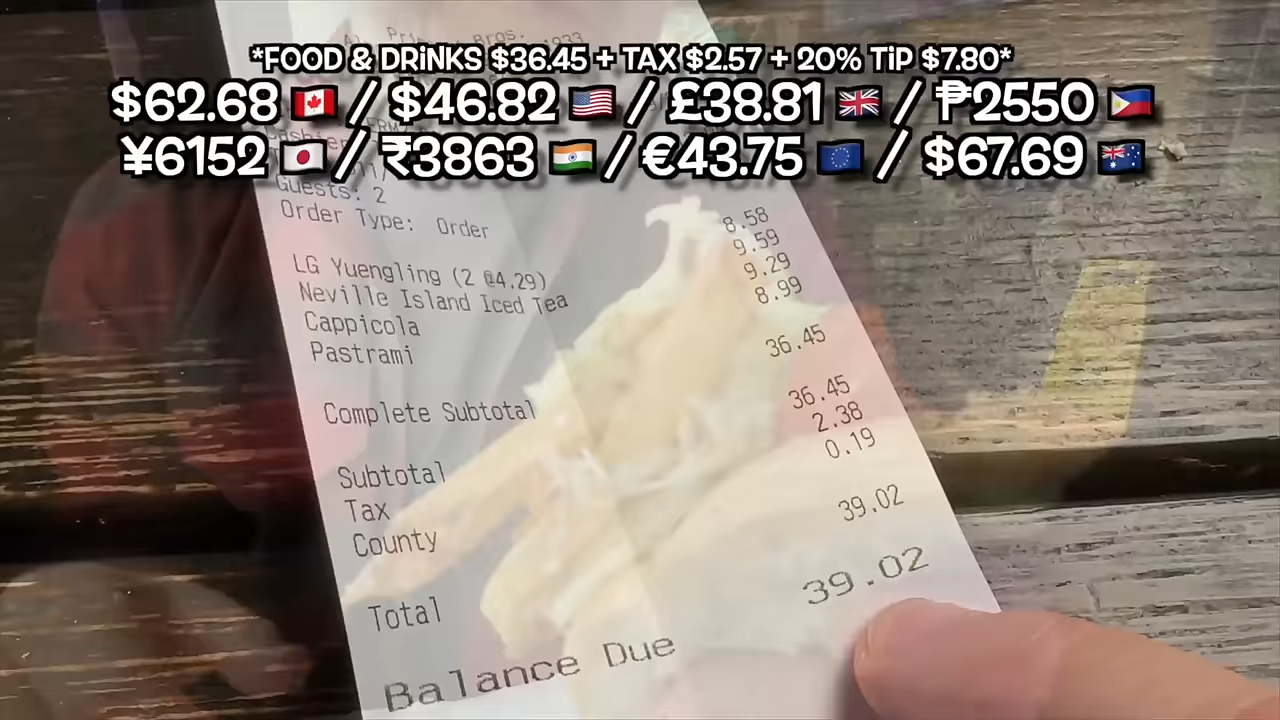 *FOOD & DRiNKS $36.45 + TAX $2.57 + 20% TiP $7.80*
$62.68 🇨🇦 / $46.82 🇺🇸 / £38.81 🇬🇧 / ₱2550 🇵🇭
¥6152 🇯🇵 / ₹3863 🇮🇳 / €43.75 🇪🇺 / $67.69 🇦🇺
Bros.
Guests: 2
Order Type: Order
LG Yuengling (2 @4.29) 8.58
Neville Island Iced Tea 9.59
Cappicola 9.29
Pastrami 8.99
Complete Subtotal 36.45
Subtotal 36.45
Tax 2.38
County 0.19
Total 39.02
Balance Due 39.02